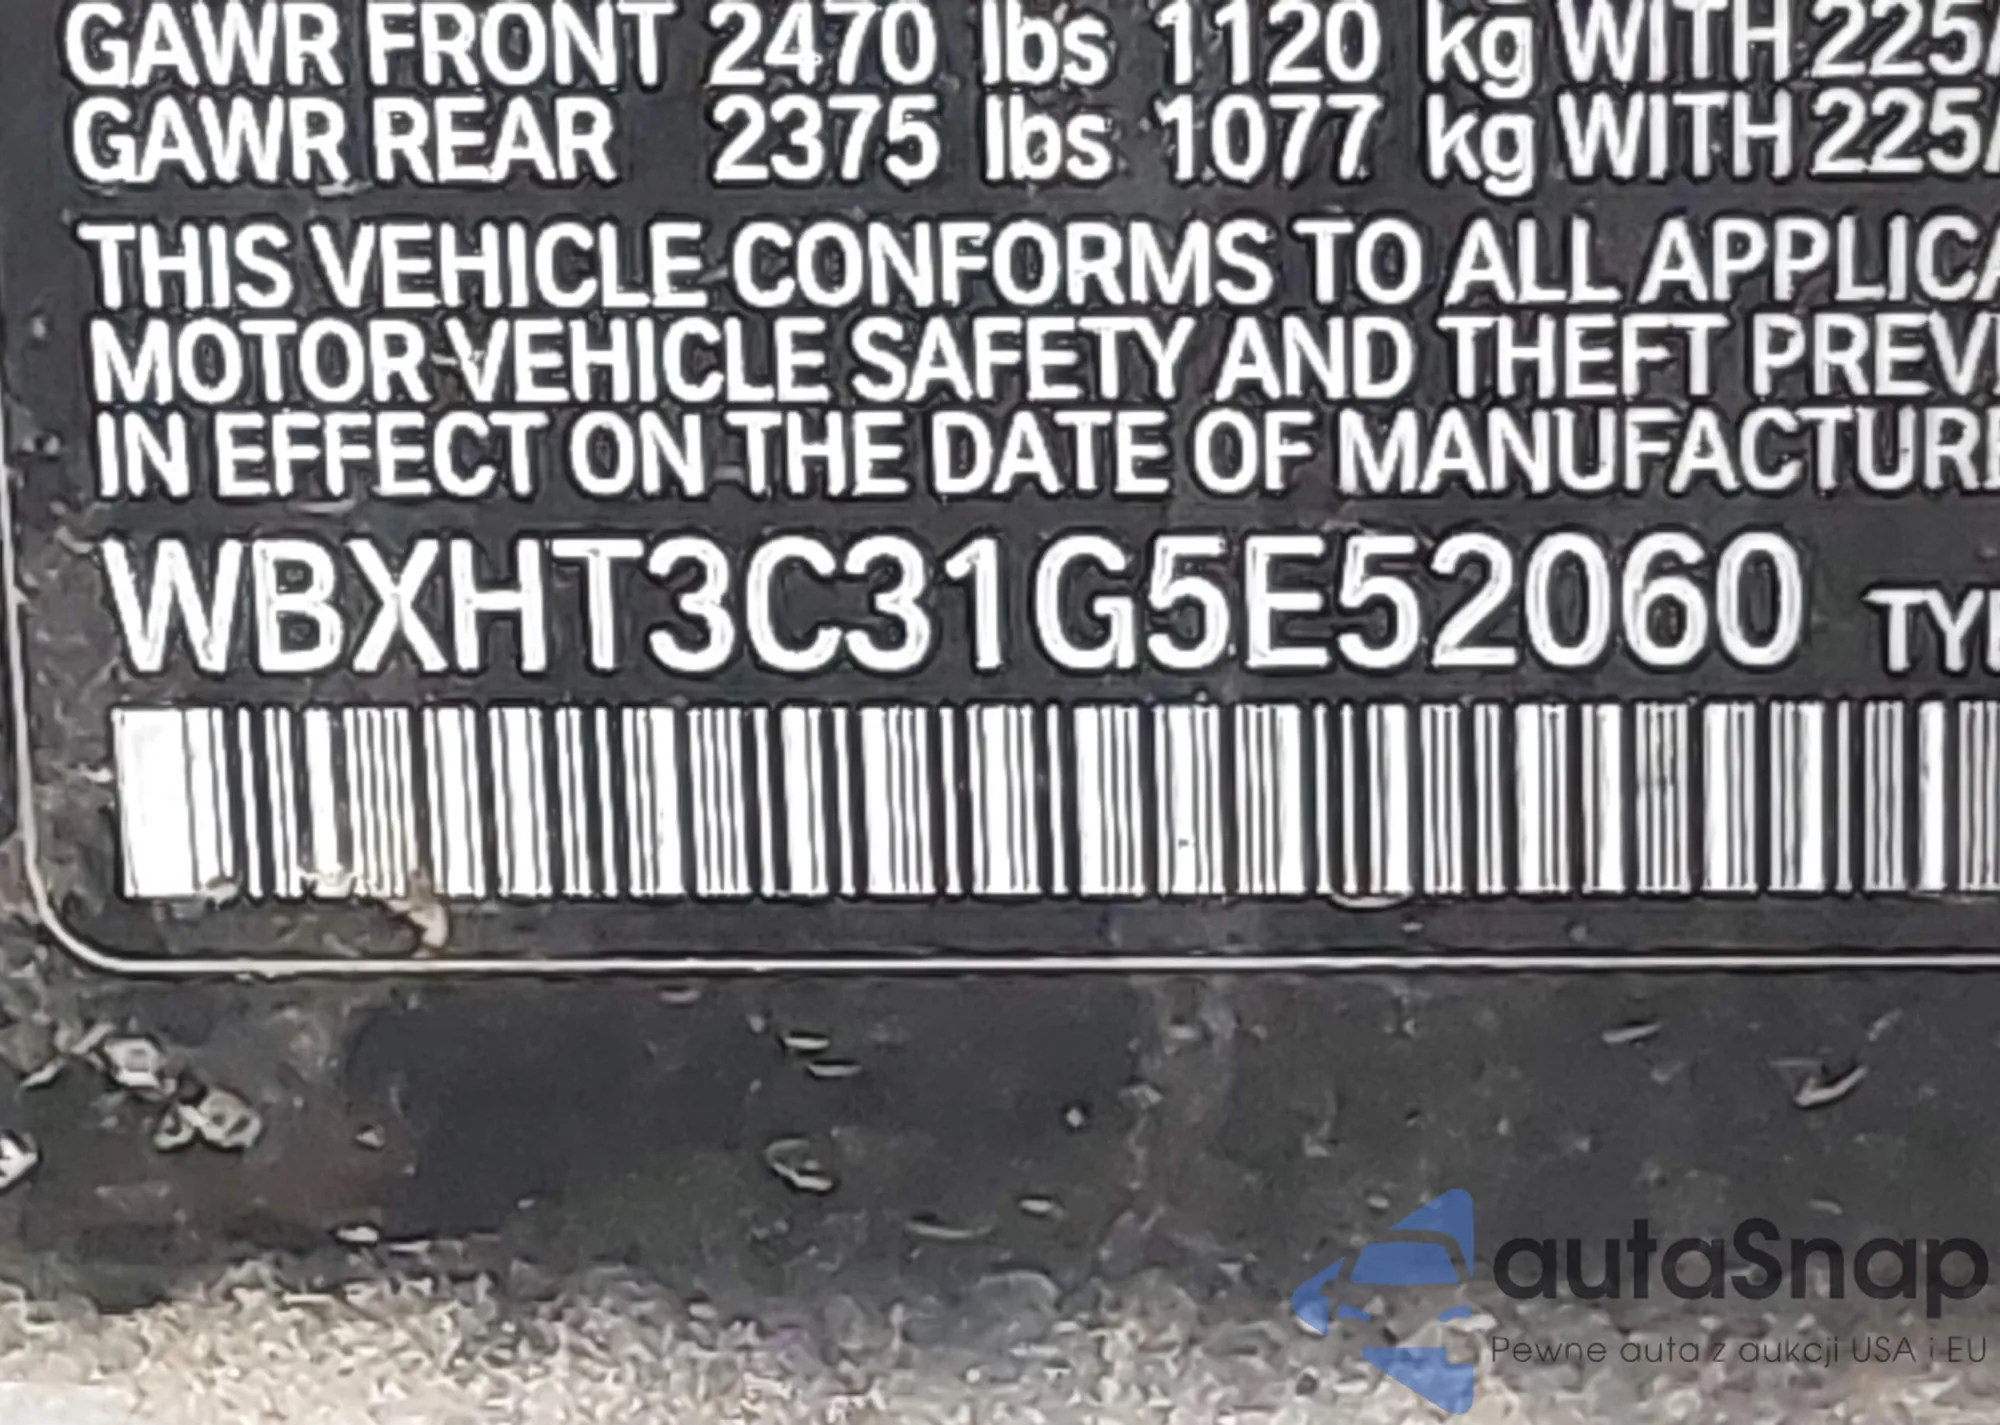 GAWR FRONT 2470 lbs 1120 kg WITH 225/
GAWR REAR 2375 lbs 1077 kg WITH 225/
THIS VEHICLE CONFORMS TO ALL APPLICA
MOTOR VEHICLE SAFETY AND THEFT PREV
IN EFFECT ON THE DATE OF MANUFACTURE
WBXHT3C31G5E52060 TYPE
autaSnap
Pewne auta z aukcji USA i EU